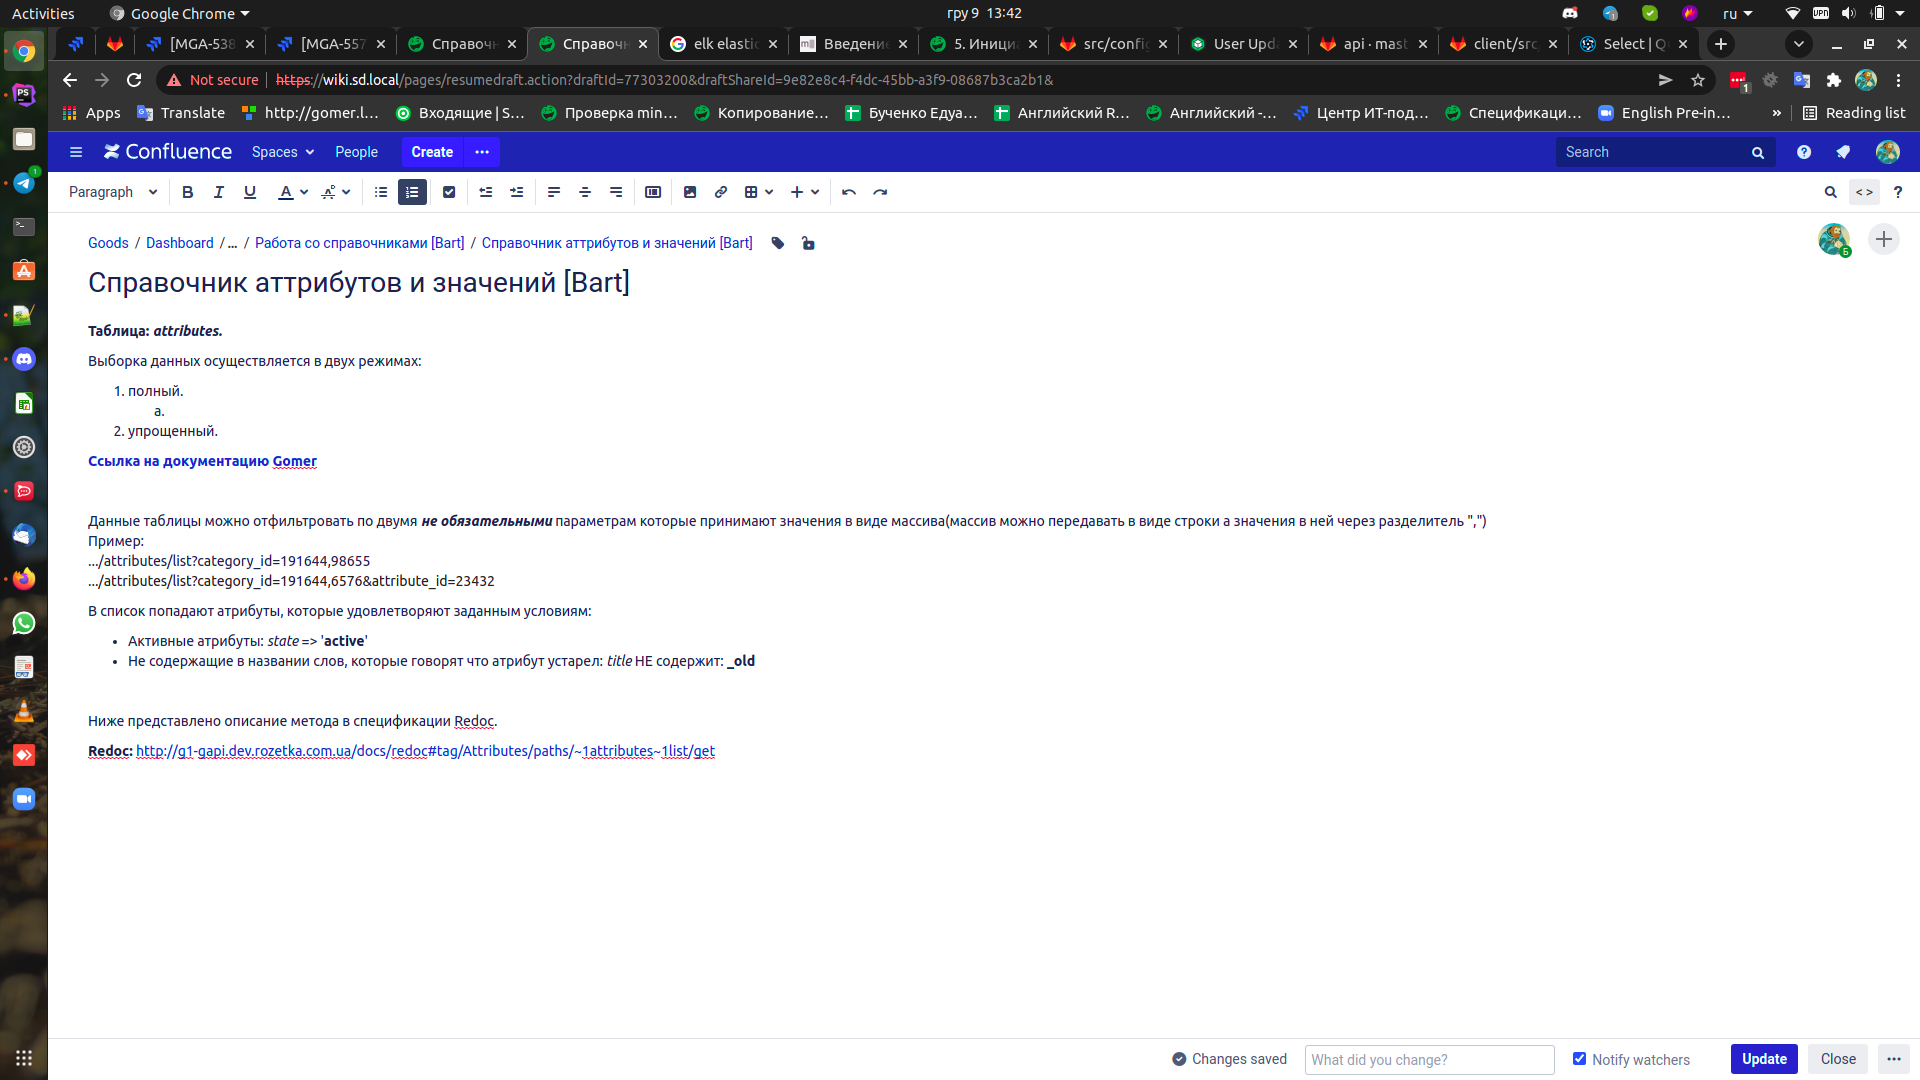 Activities Google Chrome гру 9 13:42 ru
[MGA-538 [MGA-557 Справочн Справочн elk elastic Введение 5. Инициа src/config User Upda api · mast client/src Select | Q
Not secure https://wiki.sd.local/pages/resumedraft.action?draftId=77303200&draftShareId=9e82e8c4-f4dc-45bb-a3f9-08687b3ca2b1& 1
Apps Translate http://gomer.l... Входящие | S... Проверка min... Копирование... Бученко Едуа... Английский R... Английский -... Центр ИТ-под... Спецификаци... English Pre-in... » Reading list
Confluence Spaces People Create ··· Search
Paragraph B I U A < > ?
Goods / Dashboard / ... / Работа со справочниками [Bart] / Справочник аттрибутов и значений [Bart]
Справочник аттрибутов и значений [Bart]
Таблица: attributes.
Выборка данных осуществляется в двух режимах:
1. полный.
a.
2. упрощенный.
Ссылка на документацию Gomer
Данные таблицы можно отфильтровать по двумя не обязательными параметрам которые принимают значения в виде массива(массив можно передавать в виде строки а значения в ней через разделитель ",")
Пример:
.../attributes/list?category_id=191644,98655
.../attributes/list?category_id=191644,6576&attribute_id=23432
В список попадают атрибуты, которые удовлетворяют заданным условиям:
• Активные атрибуты: state => 'active'
• Не содержащие в названии слов, которые говорят что атрибут устарел: title НЕ содержит: _old
Ниже представлено описание метода в спецификации Redoc.
Redoc: http://g1-gapi.dev.rozetka.com.ua/docs/redoc#tag/Attributes/paths/~1attributes~1list/get
Changes saved What did you change? Notify watchers Update Close ···